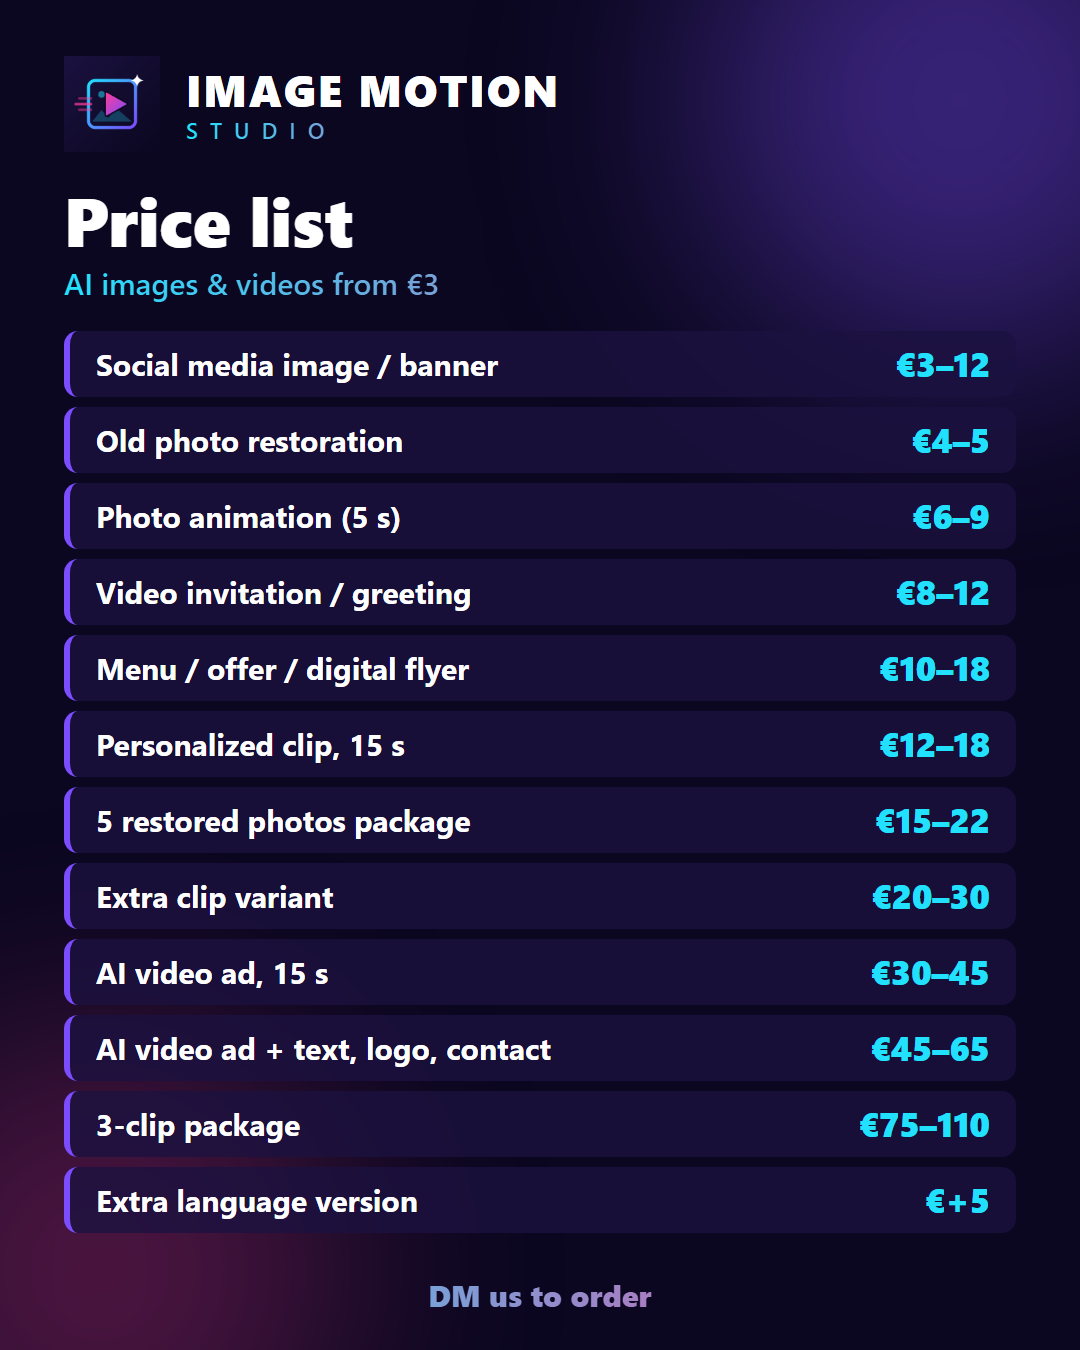 IMAGE MOTION
STUDIO
Price list
AI images & videos from €3
Social media image / banner €3–12
Old photo restoration €4–5
Photo animation (5 s) €6–9
Video invitation / greeting €8–12
Menu / offer / digital flyer €10–18
Personalized clip, 15 s €12–18
5 restored photos package €15–22
Extra clip variant €20–30
AI video ad, 15 s €30–45
AI video ad + text, logo, contact €45–65
3-clip package €75–110
Extra language version €+5
DM us to order